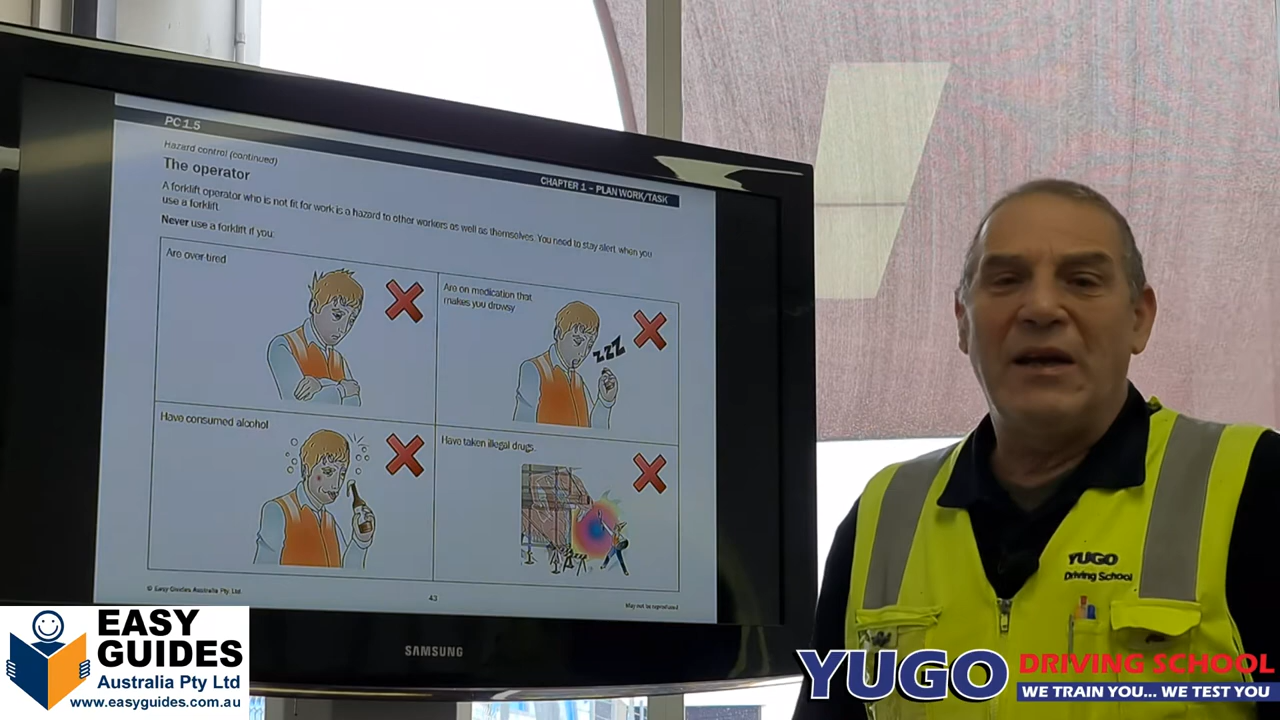 PC 1.5
CHAPTER 1 – PLAN WORK/TASK
Hazard control (continued)
The operator
A forklift operator who is not fit for work is a hazard to other workers as well as themselves. You need to stay alert when you
use a forklift.
Never use a forklift if you:
Are over-tired
Are on medication that
makes you drowsy
zzZ
Have consumed alcohol
Have taken illegal drugs.
© Easy Guides Australia Pty. Ltd.
43
May not be reproduced
SAMSUNG
YUGO
Driving School
EASY
GUIDES
Australia Pty Ltd
www.easyguides.com.au
YUGO DRIVING SCHOOL
WE TRAIN YOU... WE TEST YOU